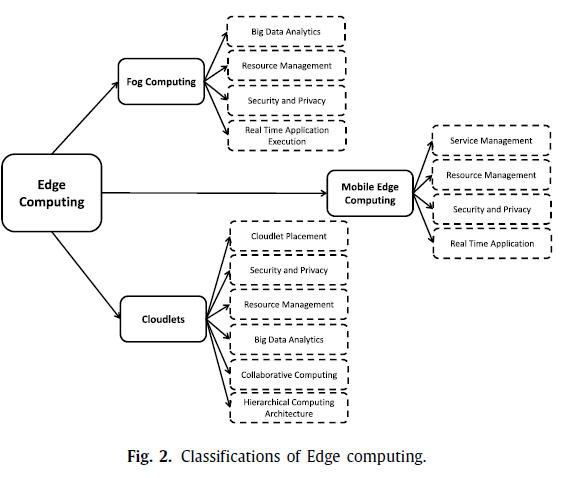 Big Data Analytics
Resource Management
Fog Computing
Security and Privacy
Real Time Application
Execution
Edge
Computing
Mobile Edge
Computing
Service Management
Resource Management
Security and Privacy
Real Time Application
Cloudlets
Cloudlet Placement
Security and Privacy
Resource Management
Big Data Analytics
Collaborative Computing
Hierarchical Computing
Architecture
Fig. 2. Classifications of Edge computing.